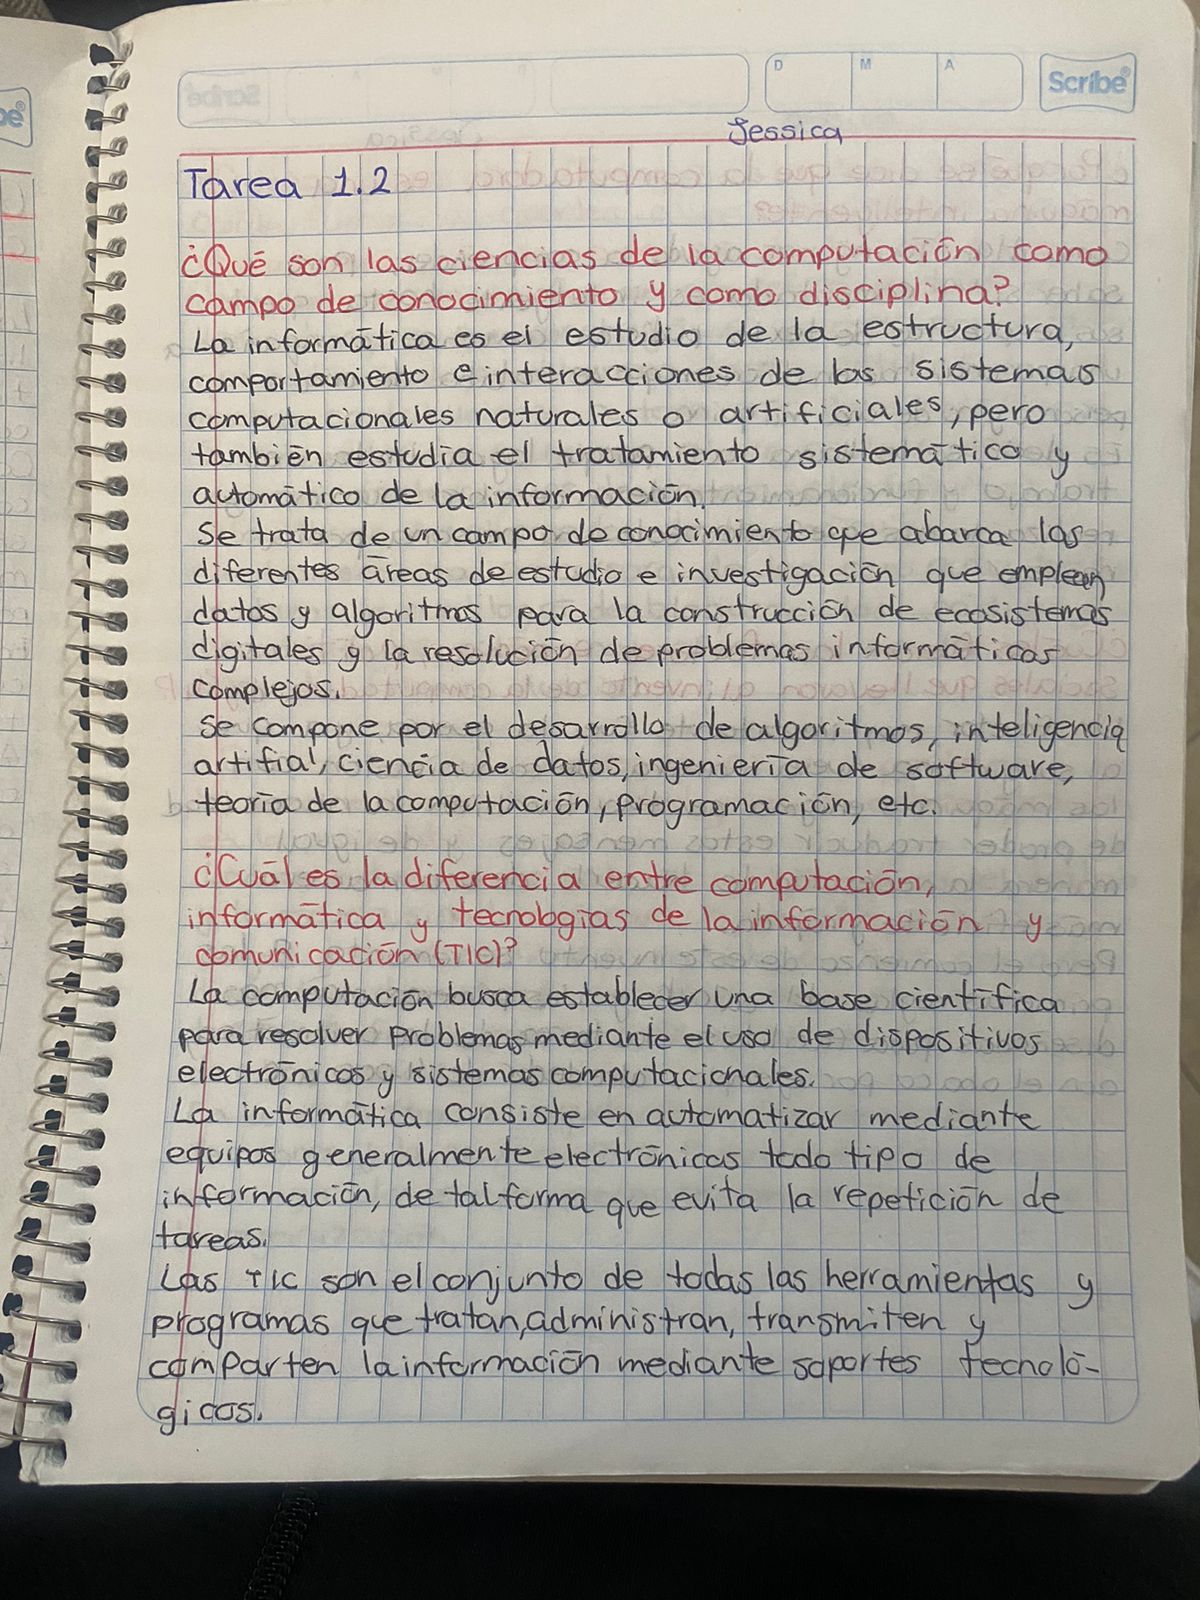 D M A
Scribe
Jessica
Tarea 1.2
¿Qué son las ciencias de la computación como
campo de conocimiento y como disciplina?
La informática es el estudio de la estructura,
comportamiento e interacciones de los sistemas
computacionales naturales o artificiales, pero
también estudia el tratamiento sistemático y
automático de la información.
Se trata de un campo de conocimiento que abarca las
diferentes áreas de estudio e investigación que emplean
datos y algoritmos para la construcción de ecosistemas
digitales y la resolución de problemas informáticos
complejos.
Se compone por el desarrollo de algoritmos, inteligencia
artifial, ciencia de datos, ingeniería de software,
teoría de la computación, programación, etc.
¿Cuál es la diferencia entre computación,
informática y tecnologías de la información y
comunicación (TIC)?
La computación busca establecer una base científica
para resolver problemas mediante el uso de dispositivos
electrónicos y sistemas computacionales.
La informática consiste en automatizar mediante
equipos generalmente electrónicos todo tipo de
información, de tal forma que evita la repetición de
tareas.
Las TIC son el conjunto de todas las herramientas y
programas que tratan, administran, transmiten y
comparten la información mediante soportes tecnoló-
gicos.